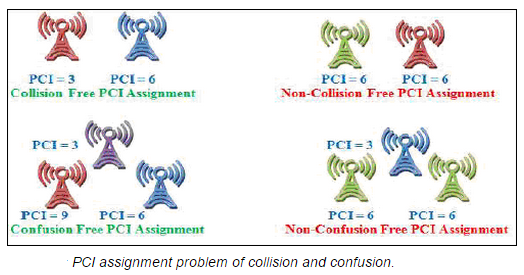 PCI = 3 PCI = 6
Collision Free PCI Assignment
PCI = 6 PCI = 6
Non-Collision Free PCI Assignment
PCI = 3
PCI = 9 PCI = 6
Confusion Free PCI Assignment
PCI = 3
PCI = 6 PCI = 6
Non-Confusion Free PCI Assignment
PCI assignment problem of collision and confusion.